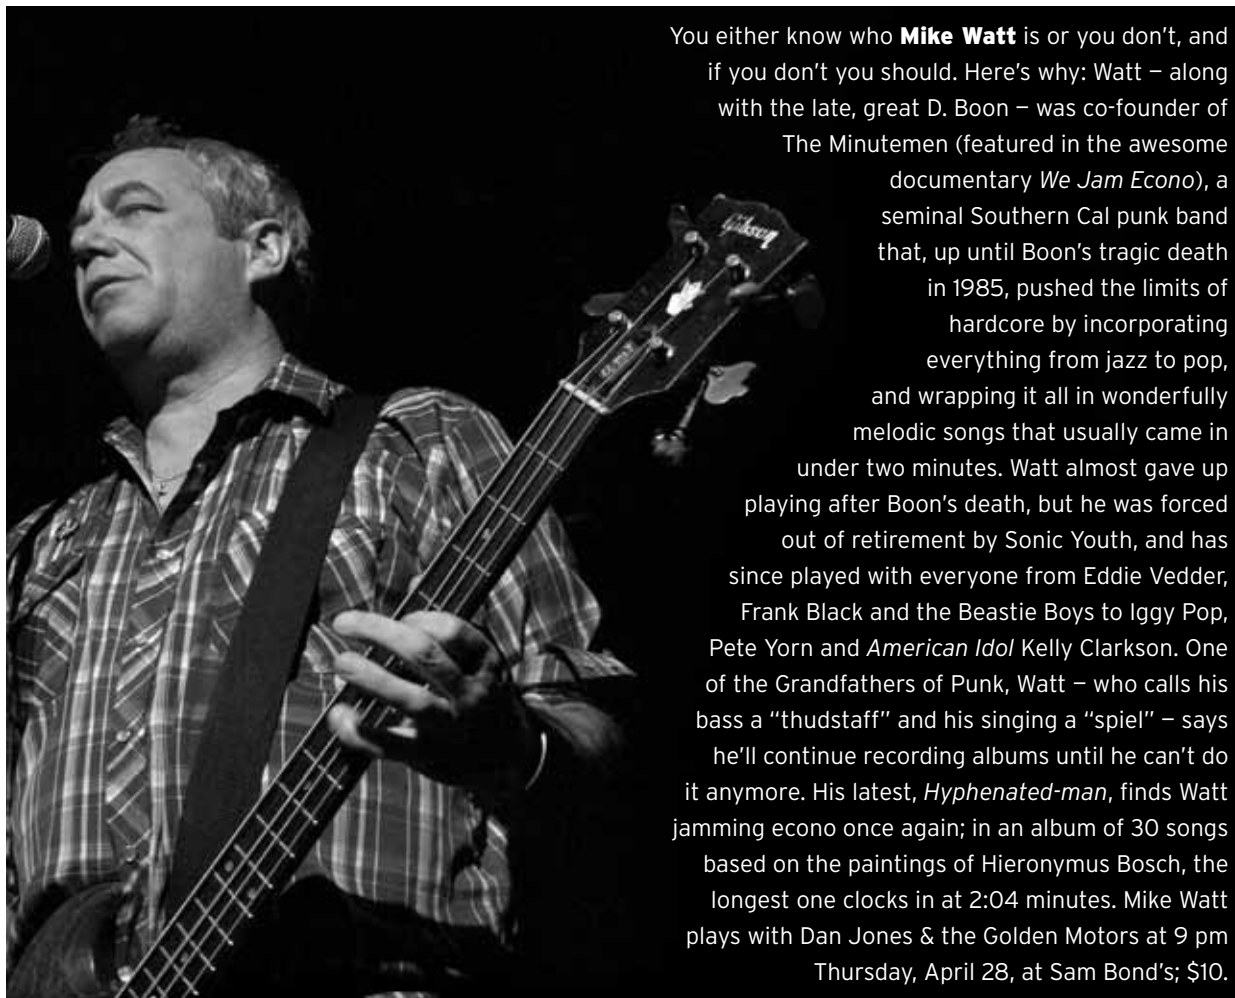 You either know who Mike Watt is or you don't, and
if you don't you should. Here's why: Watt – along
with the late, great D. Boon – was co-founder of
The Minutemen (featured in the awesome
documentary We Jam Econo), a
seminal Southern Cal punk band
that, up until Boon's tragic death
in 1985, pushed the limits of
hardcore by incorporating
everything from jazz to pop,
and wrapping it all in wonderfully
melodic songs that usually came in
under two minutes. Watt almost gave up
playing after Boon's death, but he was forced
out of retirement by Sonic Youth, and has
since played with everyone from Eddie Vedder,
Frank Black and the Beastie Boys to Iggy Pop,
Pete Yorn and American Idol Kelly Clarkson. One
of the Grandfathers of Punk, Watt – who calls his
bass a “thudstaff” and his singing a “spiel” – says
he'll continue recording albums until he can't do
it anymore. His latest, Hyphenated-man, finds Watt
jamming econo once again; in an album of 30 songs
based on the paintings of Hieronymus Bosch, the
longest one clocks in at 2:04 minutes. Mike Watt
plays with Dan Jones & the Golden Motors at 9 pm
Thursday, April 28, at Sam Bond's; $10.
Gibson